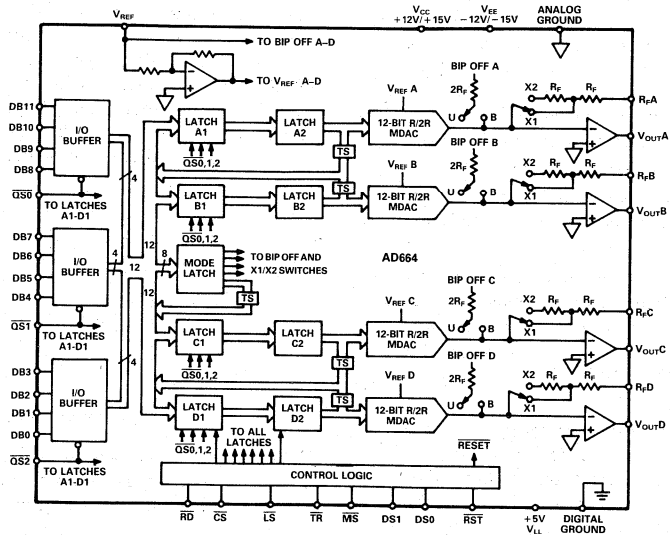 VREF
VCC
+12V/+15V
VEE
-12V/-15V
ANALOG
GROUND
TO BIP OFF A-D
TO VREF A-D
DB11
DB10
DB9
DB8
I/O
BUFFER
QS0
TO LATCHES
A1-D1
4
LATCH
A1
LATCH
A2
QS0,1,2
TS
VREF A
12-BIT R/2R
MDAC
BIP OFF A
2RF
U
B
X2
X1
RF
RF
RFA
VOUTA
LATCH
B1
LATCH
B2
QS0,1,2
TS
VREF B
12-BIT R/2R
MDAC
BIP OFF B
2RF
U
B
X2
X1
RF
RF
RFB
VOUTB
DB7
DB6
DB5
DB4
I/O
BUFFER
QS1
TO LATCHES
A1-D1
4
12
12
12
8
MODE
LATCH
TO BIP OFF AND
X1/X2 SWITCHES
TS
AD664
LATCH
C1
LATCH
C2
QS0,1,2
TS
VREF C
12-BIT R/2R
MDAC
BIP OFF C
2RF
U
B
X2
X1
RF
RF
RFC
VOUTC
DB3
DB2
DB1
DB0
I/O
BUFFER
QS2
TO LATCHES
A1-D1
4
LATCH
D1
LATCH
D2
QS0,1,2
TS
VREF D
12-BIT R/2R
MDAC
BIP OFF D
2RF
U
B
X2
X1
RF
RF
RFD
VOUTD
TO ALL
LATCHES
RESET
CONTROL LOGIC
RD
CS
LS
TR
MS
DS1
DS0
RST
+5V
VLL
DIGITAL
GROUND